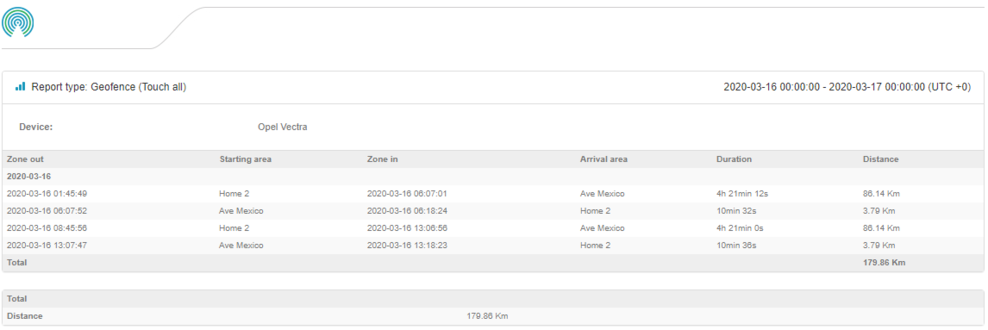 Report type: Geofence (Touch all) 2020-03-16 00:00:00 - 2020-03-17 00:00:00 (UTC +0)
Device: Opel Vectra
Zone out Starting area Zone in Arrival area Duration Distance
2020-03-16
2020-03-16 01:45:49 Home 2 2020-03-16 06:07:01 Ave Mexico 4h 21min 12s 86.14 Km
2020-03-16 06:07:52 Ave Mexico 2020-03-16 06:18:24 Home 2 10min 32s 3.79 Km
2020-03-16 08:45:56 Home 2 2020-03-16 13:06:56 Ave Mexico 4h 21min 0s 86.14 Km
2020-03-16 13:07:47 Ave Mexico 2020-03-16 13:18:23 Home 2 10min 36s 3.79 Km
Total 179.86 Km
Total
Distance 179.86 Km